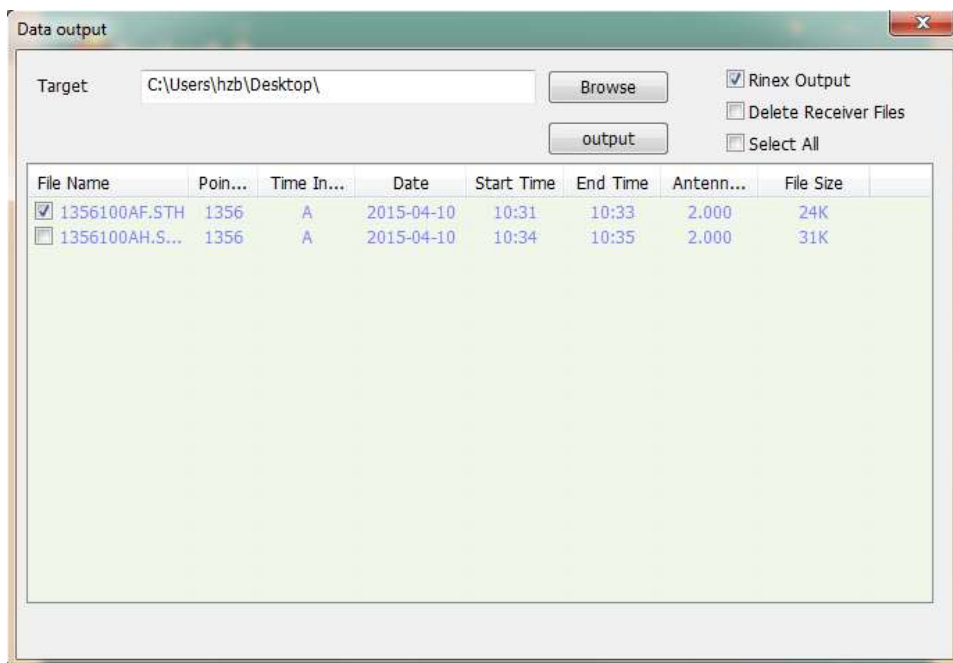 Data output
Target C:\Users\hzb\Desktop\ Browse Rinex Output
Delete Receiver Files
output Select All
File Name Poin... Time In... Date Start Time End Time Antenn... File Size
1356100AF.STH 1356 A 2015-04-10 10:31 10:33 2.000 24K
1356100AH.S... 1356 A 2015-04-10 10:34 10:35 2.000 31K